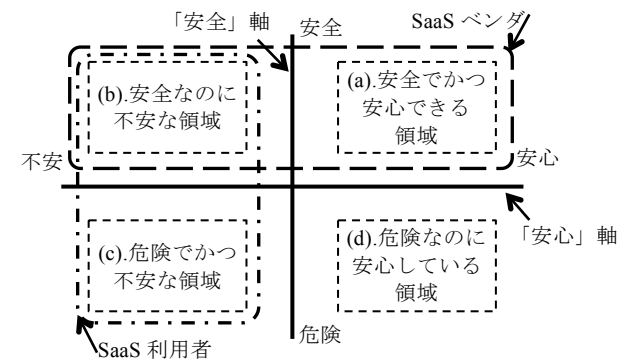 「安全」軸
安全
SaaS ベンダ
(b).安全なのに
不安な領域
(a).安全でかつ
安心できる
領域
不安
安心
(c).危険でかつ
不安な領域
(d).危険なのに
安心している
領域
「安心」軸
危険
SaaS 利用者